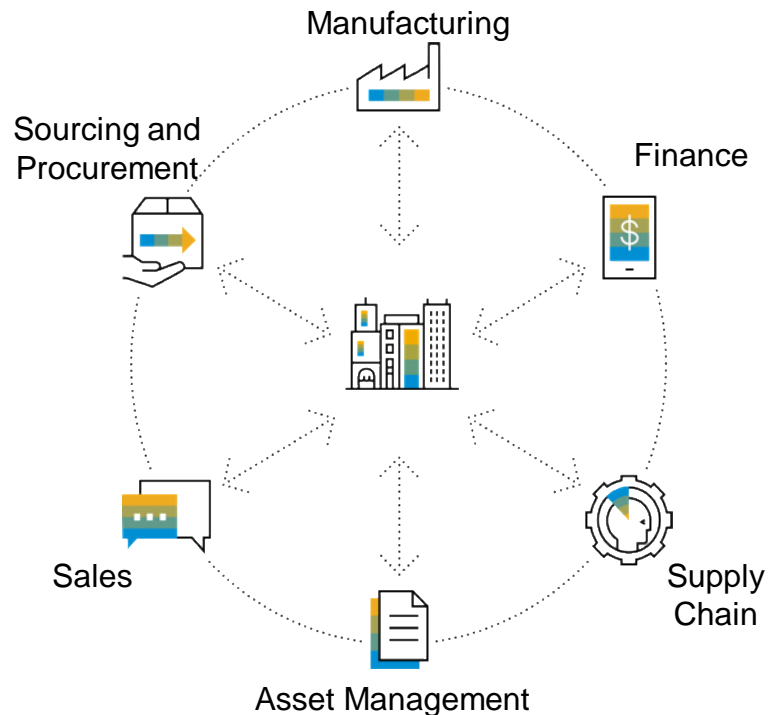 Manufacturing
Sourcing and
Procurement
Finance
$
Sales
Supply
Chain
Asset Management